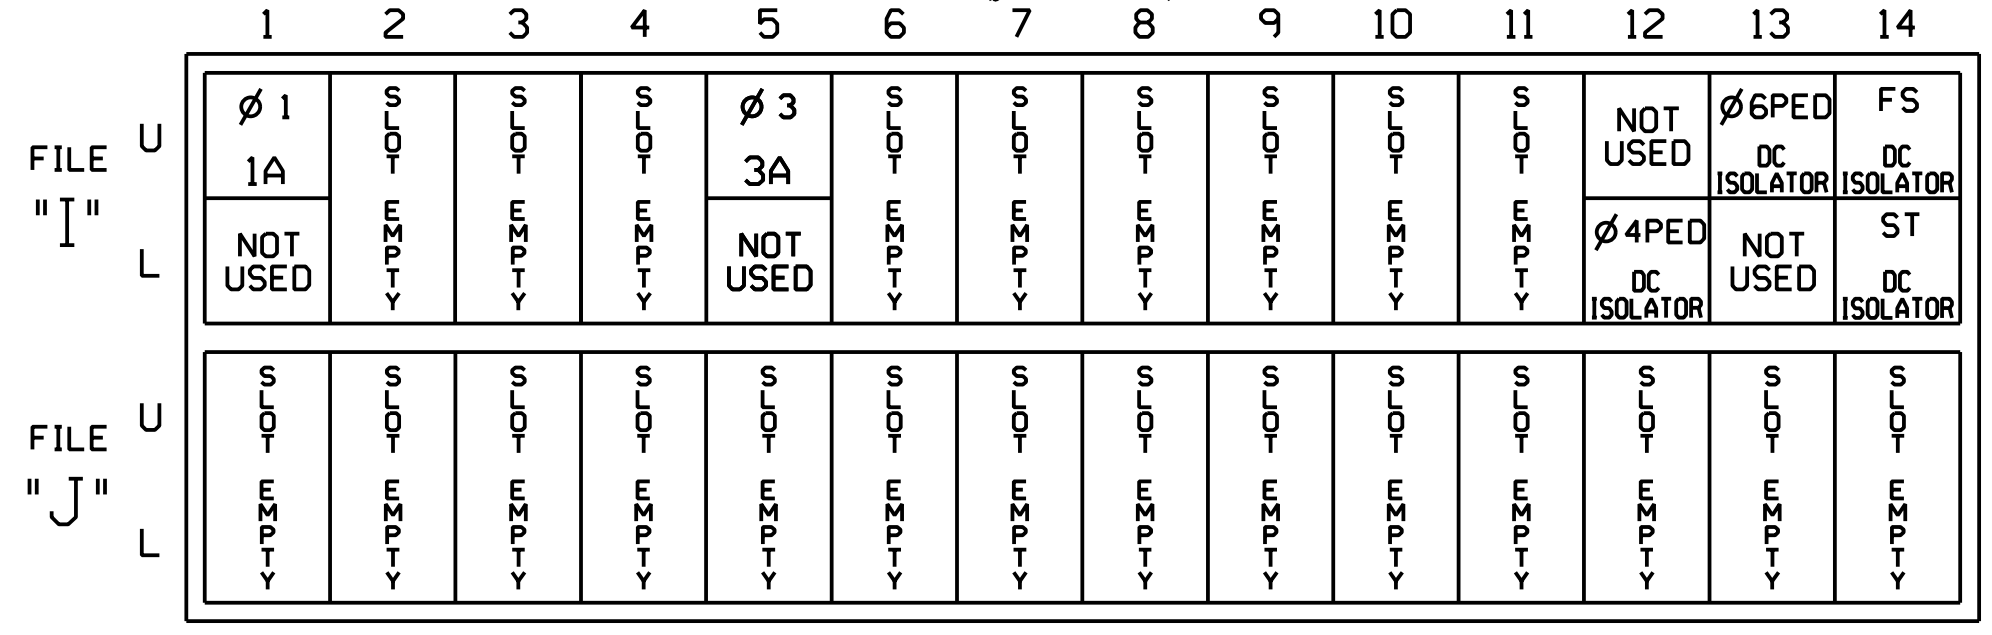 1 2 3 4 5 6 7 8 9 10 11 12 13 14
FILE
"I"
U
L
Ø 1
1A
NOT
USED
SLOT EMPTY
SLOT EMPTY
SLOT EMPTY
Ø 3
3A
NOT
USED
SLOT EMPTY
SLOT EMPTY
SLOT EMPTY
SLOT EMPTY
SLOT EMPTY
SLOT EMPTY
NOT
USED
Ø4PED
DC
ISOLATOR
Ø6PED
DC
ISOLATOR
NOT
USED
FS
DC
ISOLATOR
ST
DC
ISOLATOR
FILE
"J"
U
L
SLOT EMPTY
SLOT EMPTY
SLOT EMPTY
SLOT EMPTY
SLOT EMPTY
SLOT EMPTY
SLOT EMPTY
SLOT EMPTY
SLOT EMPTY
SLOT EMPTY
SLOT EMPTY
SLOT EMPTY
SLOT EMPTY
SLOT EMPTY